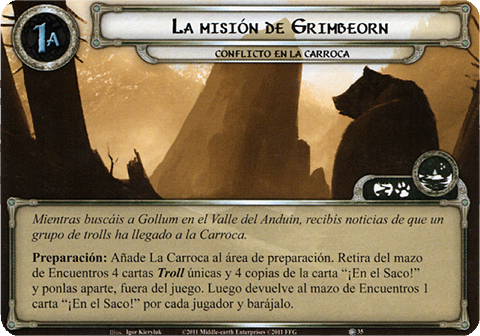 1A
La misión de Grimbeorn
Conflicto en la Carroca
Mientras buscáis a Gollum en el Valle del Anduin, recibís noticias de que un
grupo de trolls ha llegado a la Carroca.
Preparación: Añade La Carroca al área de preparación. Retira del mazo
de Encuentros 4 cartas Troll únicas y 4 copias de la carta “¡En el Saco!”
y ponlas aparte, fuera del juego. Luego devuelve al mazo de Encuentros 1
carta “¡En el Saco!” por cada jugador y barájalo.
Ilus. Igor Kieryluk ©2011 Middle-earth Enterprises ©2011 FFG 35